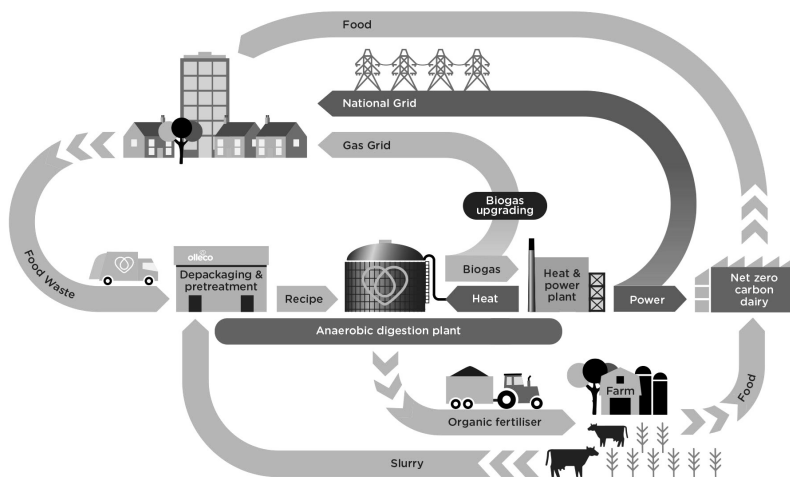 Food
National Grid
Gas Grid
Biogas
upgrading
Food Waste
olleco
Depackaging &
pretreatment
Recipe
Biogas
Heat
Heat &
power
plant
Power
Net zero
carbon
dairy
Anaerobic digestion plant
Farm
Food
Organic fertiliser
Slurry